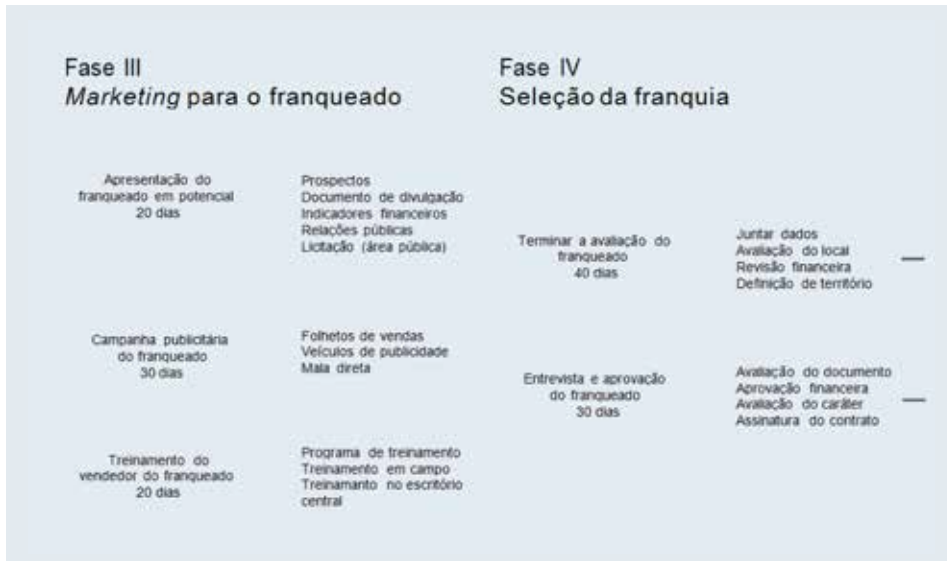 Fase III
Marketing para o franqueado
Apresentação do
franqueado em potencial
20 dias
Prospectos
Documento de divulgação
Indicadores financeiros
Relações públicas
Licitação (área pública)
Campanha publicitária
do franqueado
30 dias
Folhetos de vendas
Veículos de publicidade
Mala direta
Treinamento do
vendedor do franqueado
20 dias
Programa de treinamento
Treinamento em campo
Treinamanto no escritório
central
Fase IV
Seleção da franquia
Terminar a avaliação do
franqueado
40 dias
Juntar dados
Avaliação do local
Revisão financeira
Definição de território
Entrevista e aprovação
do franqueado
30 dias
Avaliação do documento
Aprovação financeira
Avaliação do caráter
Assinatura do contrato